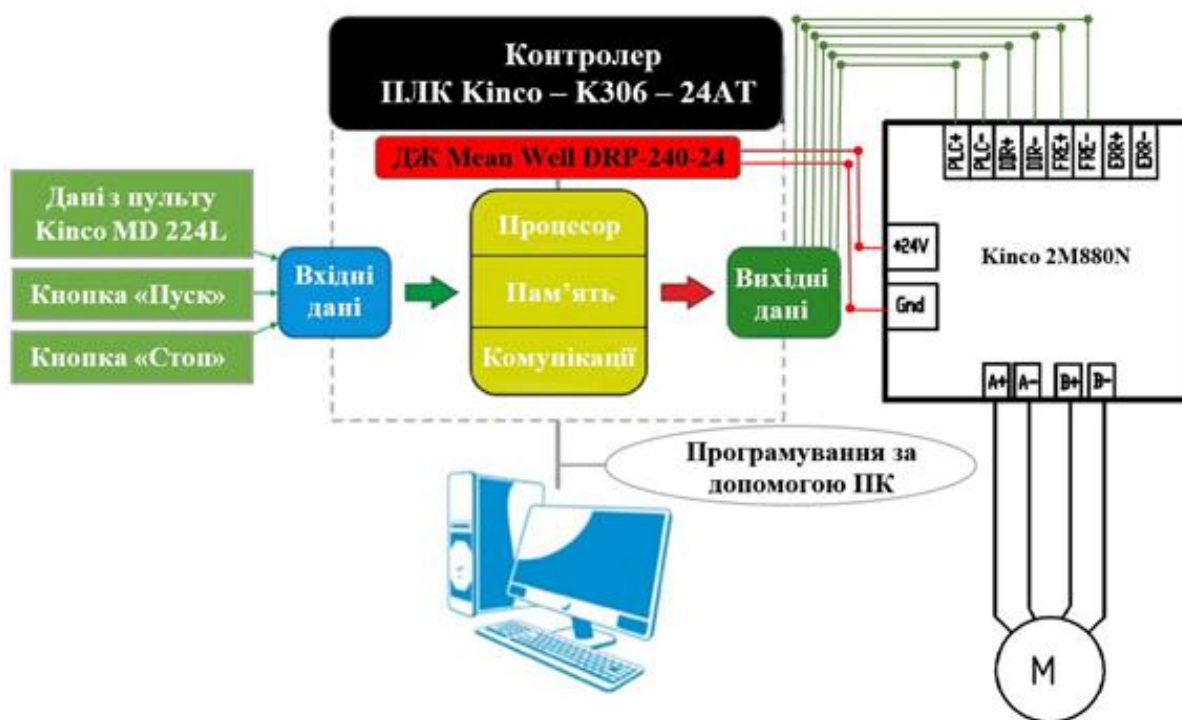 Контролер
ПЛК Kinco – K306 – 24АТ
ДЖ Mean Well DRP-240-24
Дані з пульту
Kinco MD 224L
Кнопка «Пуск»
Кнопка «Стоп»
Вхідні
дані
Процесор
Пам’ять
Комунікації
Вихідні
дані
PLC+
PLC-
DIR+
DIR-
FRE+
FRE-
ERR+
ERR-
+24V
Gnd
Kinco 2M880N
A+
A-
B+
B-
Програмування за
допомогою ПК
M